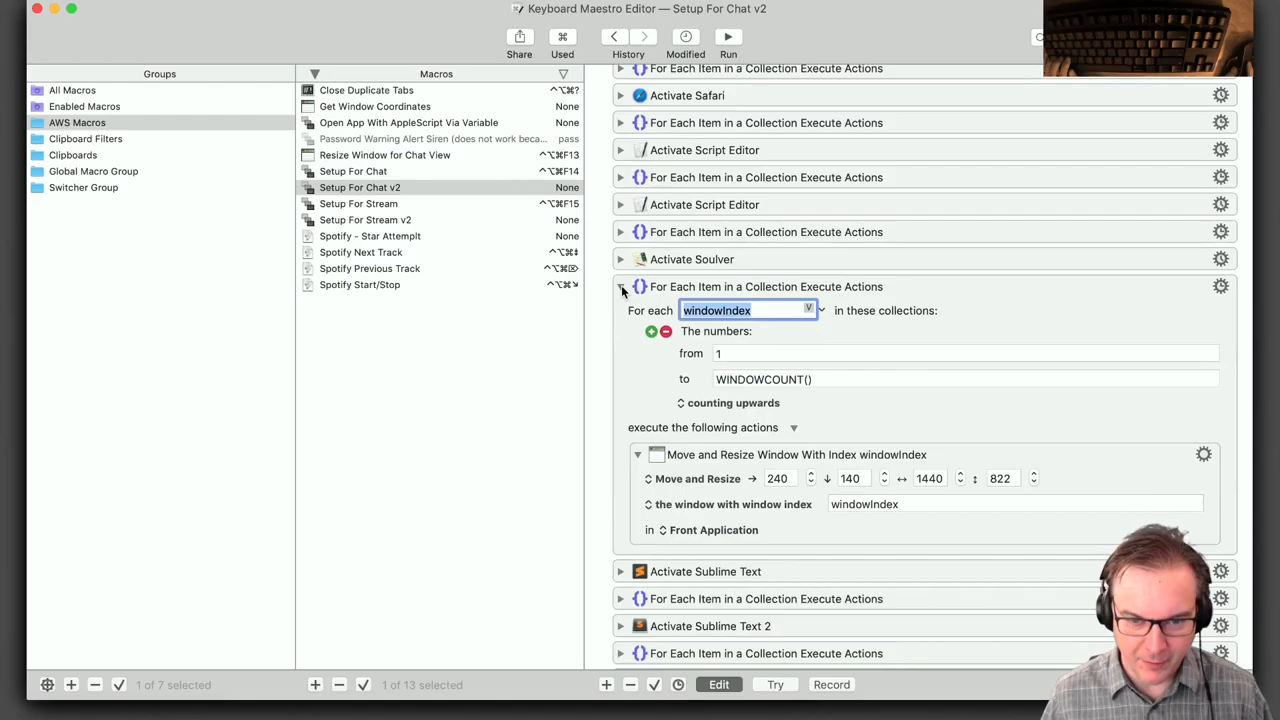 Keyboard Maestro Editor — Setup For Chat v2
Share
Used
History
Modified
Run
Groups
All Macros
Enabled Macros
AWS Macros
Clipboard Filters
Clipboards
Global Macro Group
Switcher Group
Macros
Close Duplicate Tabs ^⌥⌘?
Get Window Coordinates None
Open App With AppleScript Via Variable None
Password Warning Alert Siren (does not work beca... pass
Resize Window for Chat View ^⌥⌘F13
Setup For Chat ^⌥⌘F14
Setup For Chat v2 None
Setup For Stream ^⌥⌘F15
Setup For Stream v2 None
Spotify - Star Attempt None
Spotify Next Track ^⌥⌘⇟
Spotify Previous Track ^⌥⌘⌦
Spotify Start/Stop ^⌥⌘↘
For Each Item in a Collection Execute Actions
Activate Safari
For Each Item in a Collection Execute Actions
Activate Script Editor
For Each Item in a Collection Execute Actions
Activate Script Editor
For Each Item in a Collection Execute Actions
Activate Soulver
For Each Item in a Collection Execute Actions
For each windowIndex V in these collections:
The numbers:
from 1
to WINDOWCOUNT()
counting upwards
execute the following actions
Move and Resize Window With Index windowIndex
Move and Resize → 240 ↓ 140 ↔ 1440 ↕ 822
the window with window index windowIndex
in Front Application
Activate Sublime Text
For Each Item in a Collection Execute Actions
Activate Sublime Text 2
For Each Item in a Collection Execute Actions
1 of 7 selected
1 of 13 selected
Edit
Try
Record